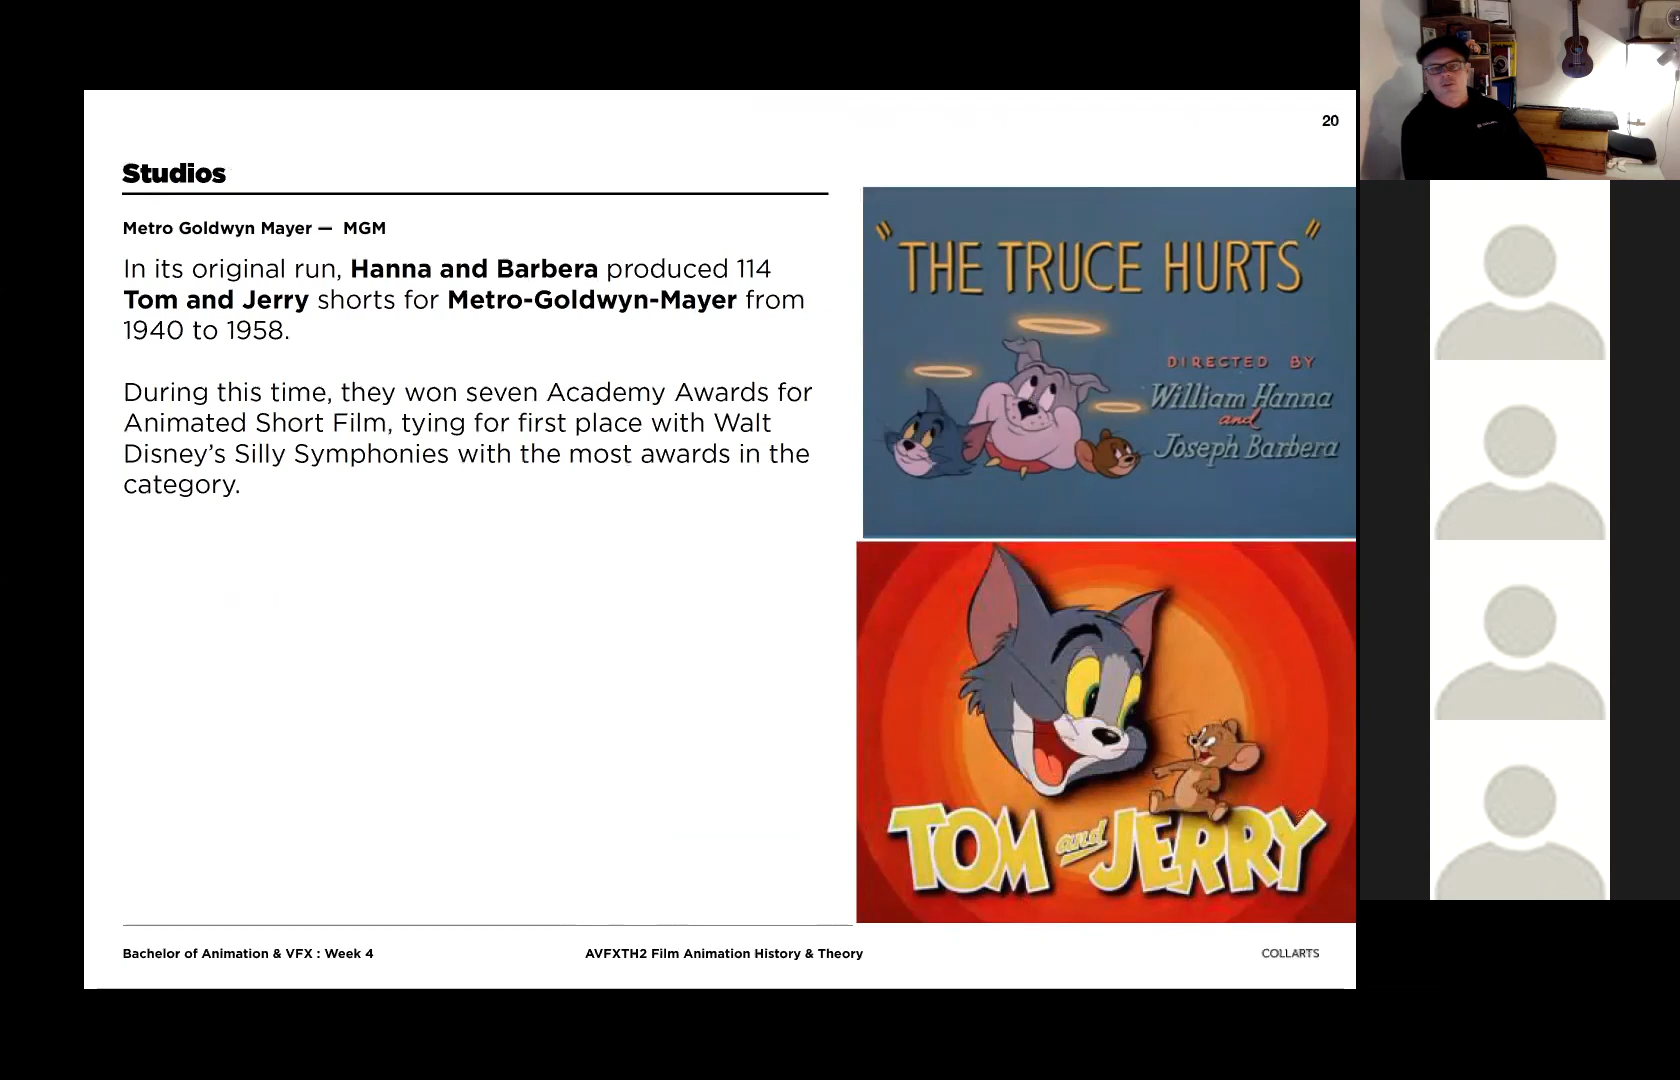 20
Studios
Metro Goldwyn Mayer — MGM
In its original run, Hanna and Barbera produced 114
Tom and Jerry shorts for Metro-Goldwyn-Mayer from
1940 to 1958.
During this time, they won seven Academy Awards for
Animated Short Film, tying for first place with Walt
Disney’s Silly Symphonies with the most awards in the
category.
"THE TRUCE HURTS"
DIRECTED BY
William Hanna
and
Joseph Barbera
TOM and JERRY
Bachelor of Animation & VFX : Week 4
AVFXTH2 Film Animation History & Theory
COLLARTS